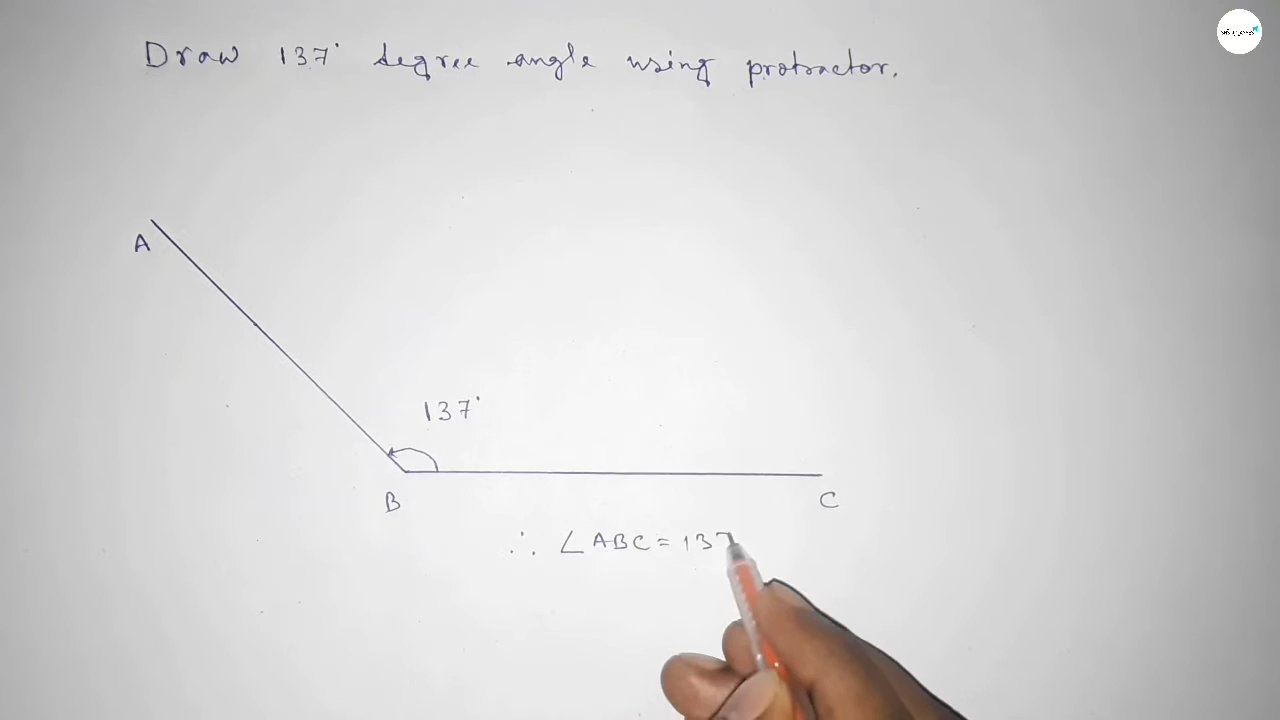 Draw 137° degree angle using protractor.
A
137°
B
C
∴ ∠ABC = 137